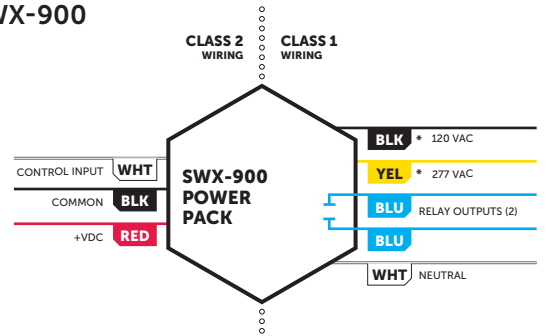 WX-900
CLASS 2
WIRING
CLASS 1
WIRING
CONTROL INPUT WHT
COMMON BLK
+VDC RED
SWX-900
POWER
PACK
BLK * 120 VAC
YEL * 277 VAC
BLU RELAY OUTPUTS (2)
BLU
WHT NEUTRAL